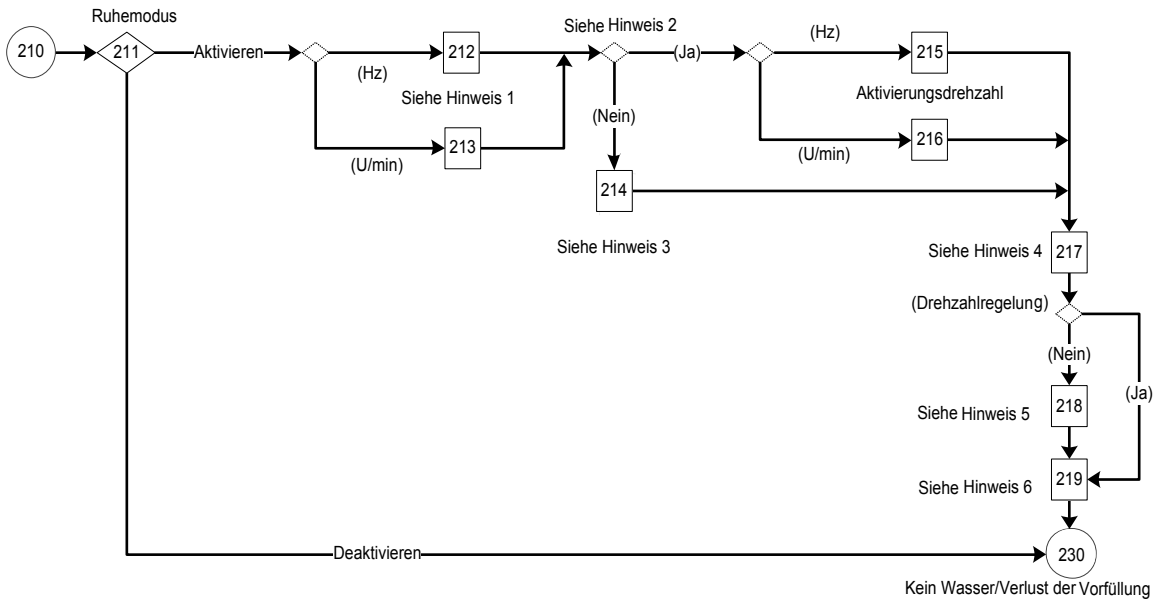 Ruhemodus
210
211
Aktivieren
(Hz)
212
Siehe Hinweis 1
(U/min)
213
Siehe Hinweis 2
(Ja)
(Nein)
214
Siehe Hinweis 3
(Hz)
215
Aktivierungsdrehzahl
(U/min)
216
Siehe Hinweis 4
217
(Drehzahlregelung)
(Nein)
(Ja)
Siehe Hinweis 5
218
Siehe Hinweis 6
219
Deaktivieren
230
Kein Wasser/Verlust der Vorfüllung